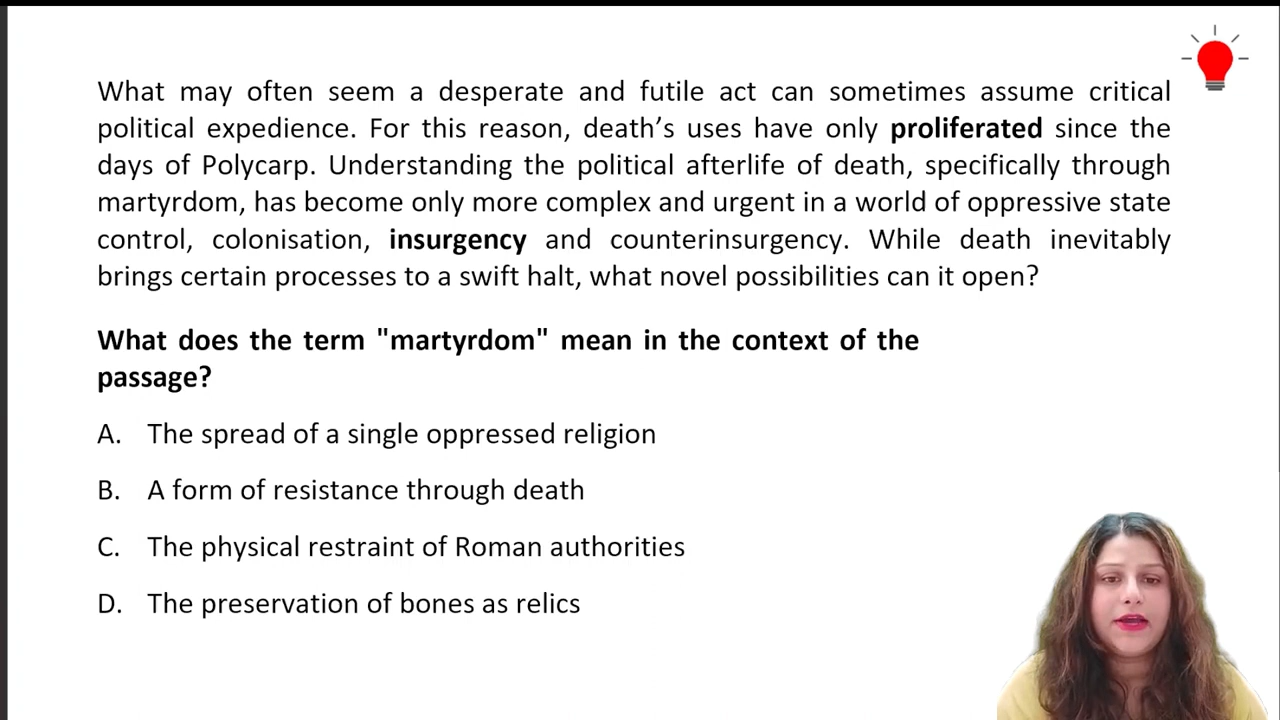 What may often seem a desperate and futile act can sometimes assume critical
political expedience. For this reason, death’s uses have only proliferated since the
days of Polycarp. Understanding the political afterlife of death, specifically through
martyrdom, has become only more complex and urgent in a world of oppressive state
control, colonisation, insurgency and counterinsurgency. While death inevitably
brings certain processes to a swift halt, what novel possibilities can it open?
What does the term "martyrdom" mean in the context of the
passage?
A. The spread of a single oppressed religion
B. A form of resistance through death
C. The physical restraint of Roman authorities
D. The preservation of bones as relics